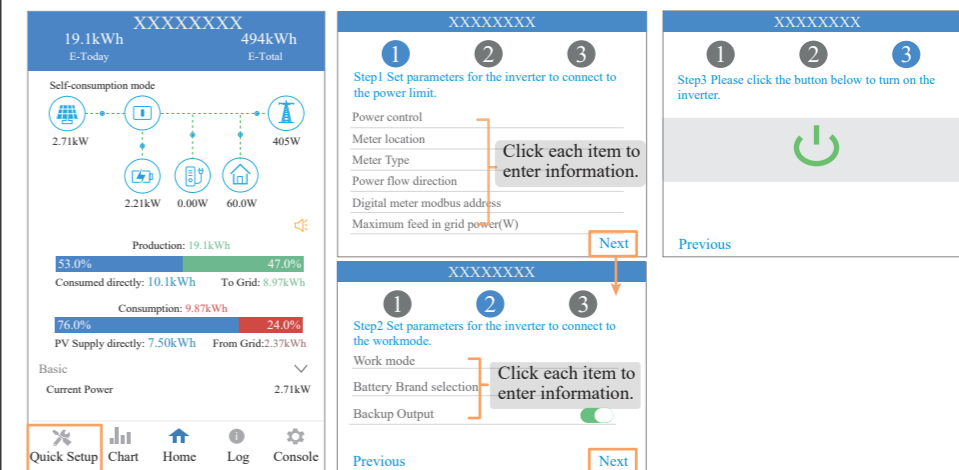 XXXXXXXX
19.1kWh 494kWh
E-Today E-Total
Self-consumption mode
2.71kW 405W
2.21kW 0.00W 60.0W
Production: 19.1kWh
53.0% 47.0%
Consumed directly: 10.1kWh To Grid: 8.97kWh
Consumption: 9.87kWh
76.0% 24.0%
PV Supply directly: 7.50kWh From Grid:2.37kWh
Basic
Current Power 2.71kW
Quick Setup Chart Home Log Console
XXXXXXXX
1 2 3
Step1 Set parameters for the inverter to connect to
the power limit.
Power control
Meter location
Meter Type
Power flow direction
Digital meter modbus address
Maximum feed in grid power(W)
Click each item to
enter information.
Next
XXXXXXXX
1 2 3
Step2 Set parameters for the inverter to connect to
the workmode.
Work mode
Battery Brand selection
Backup Output
Click each item to
enter information.
Previous Next
XXXXXXXX
1 2 3
Step3 Please click the button below to turn on the
inverter.
Previous